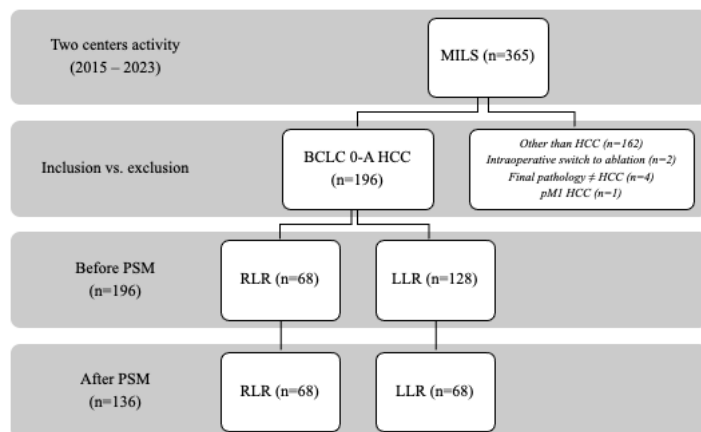 Two centers activity
(2015 – 2023)
MILS (n=365)
Inclusion vs. exclusion
BCLC 0-A HCC
(n=196)
Other than HCC (n=162)
Intraoperative switch to ablation (n=2)
Final pathology ≠ HCC (n=4)
pM1 HCC (n=1)
Before PSM
(n=196)
RLR (n=68)
LLR (n=128)
After PSM
(n=136)
RLR (n=68)
LLR (n=68)